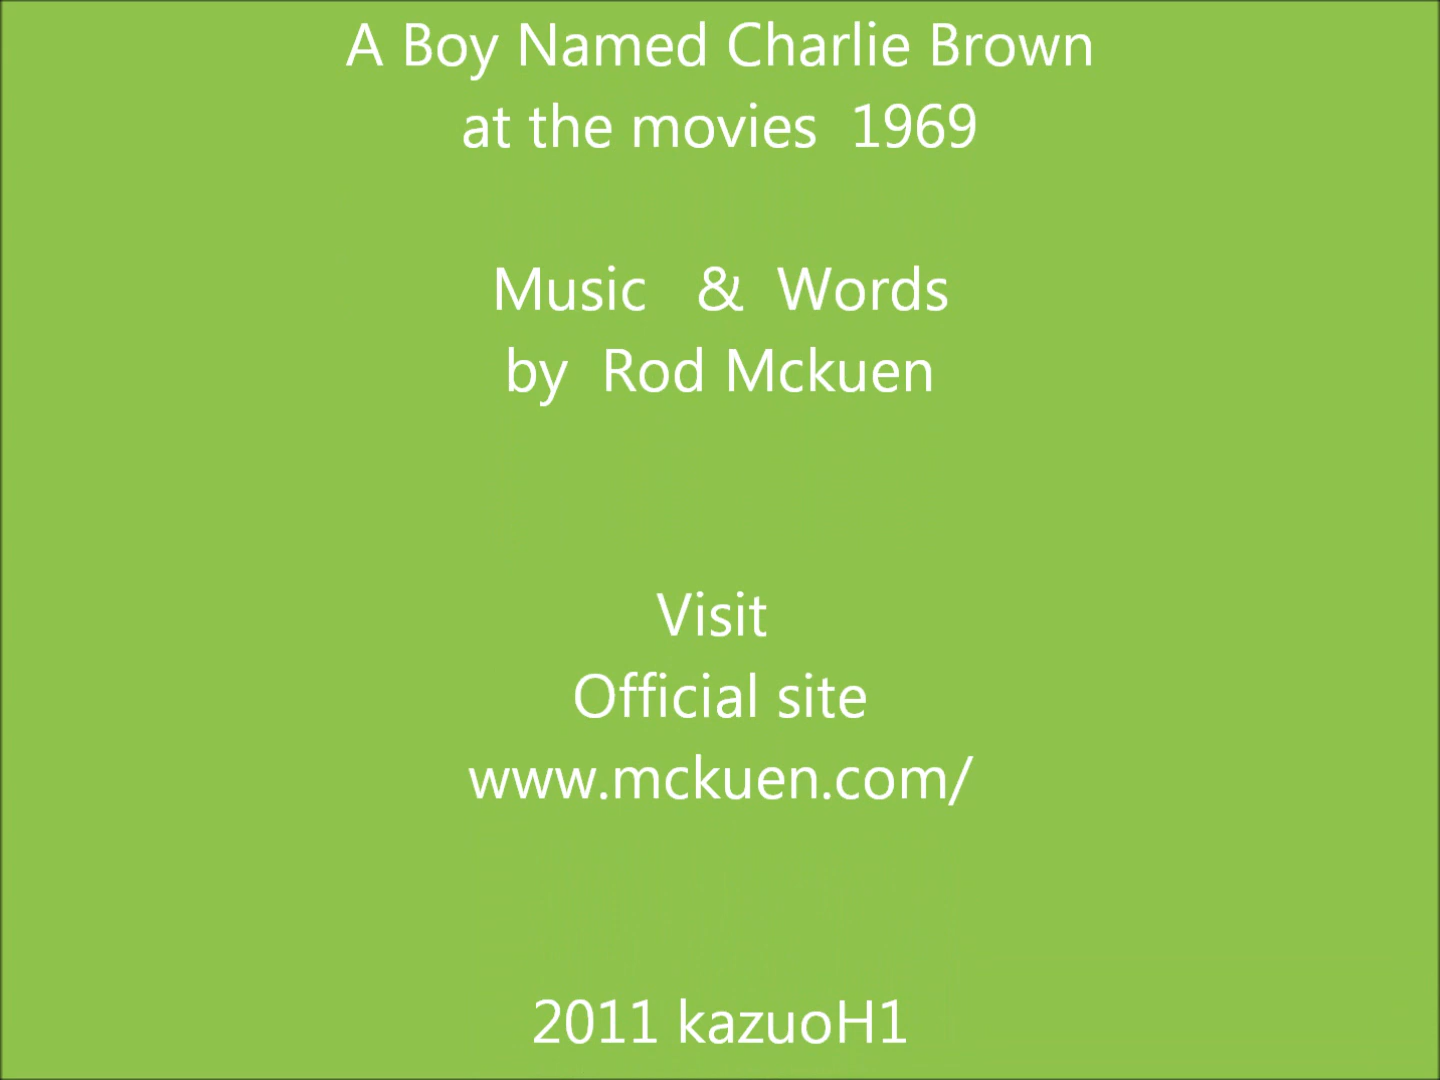 A Boy Named Charlie Brown
at the movies 1969
Music & Words
by Rod Mckuen
Visit
Official site
www.mckuen.com/
2011 kazuoH1